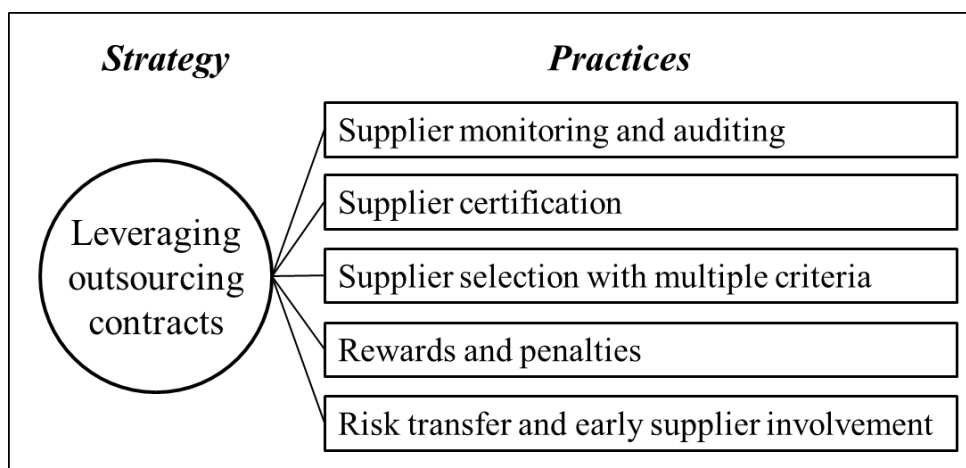 Strategy
Practices
Leveraging
outsourcing
contracts
Supplier monitoring and auditing
Supplier certification
Supplier selection with multiple criteria
Rewards and penalties
Risk transfer and early supplier involvement